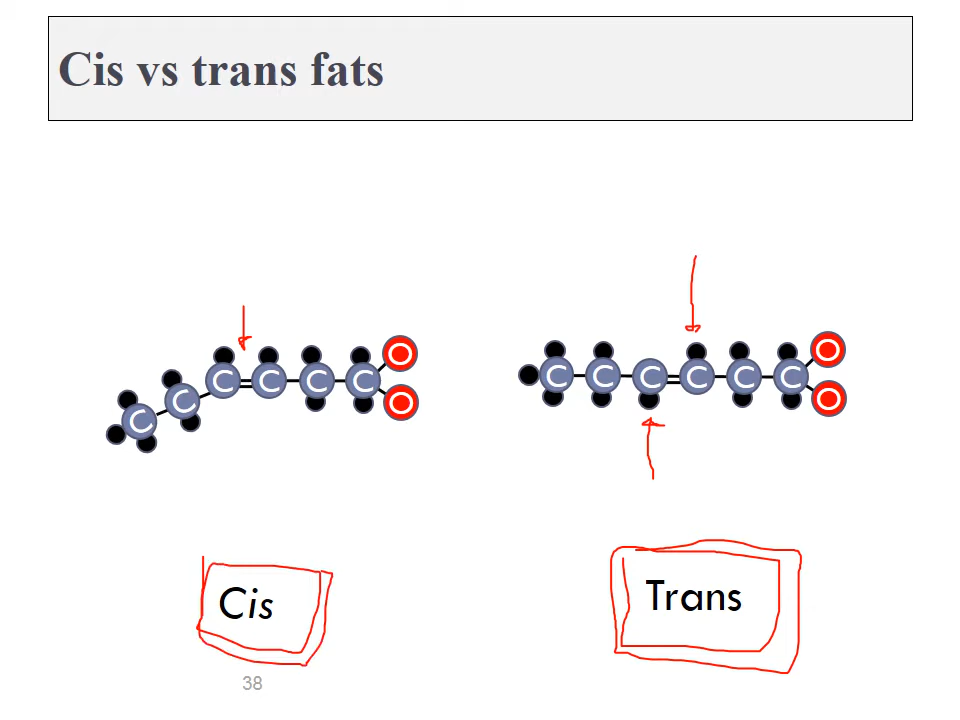 Cis vs trans fats
C C C C C C O O
C C C C C C O O
Cis
Trans
38